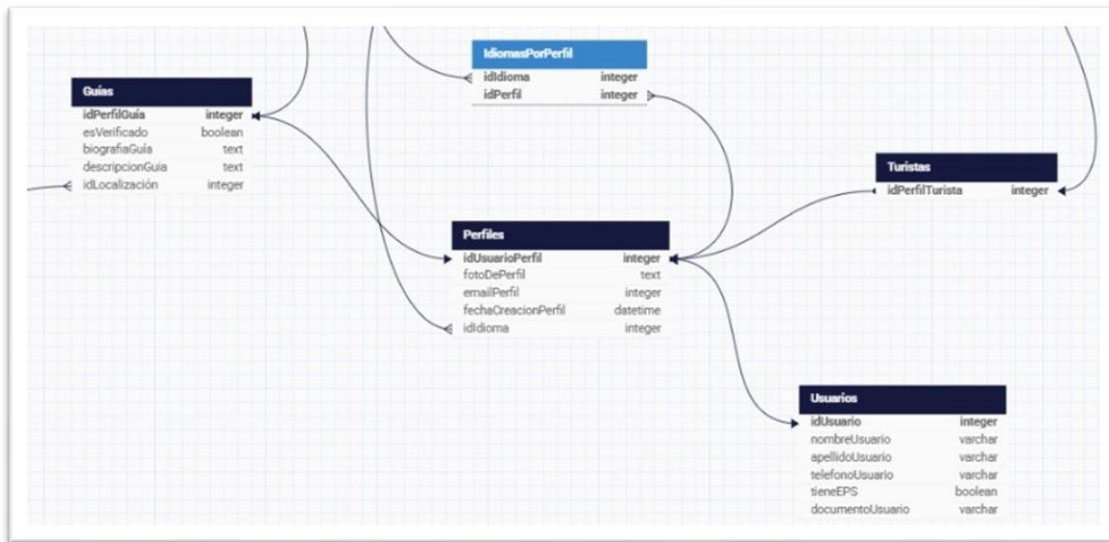 IdiomasPorPerfil
idIdioma integer
idPerfil integer
Guías
idPerfilGuía integer
esVerificado boolean
biografiaGuía text
descripcionGuia text
idLocalización integer
Turistas
idPerfilTurista integer
Perfiles
idUsuarioPerfil integer
fotoDePerfil text
emailPerfil integer
fechaCreacionPerfil datetime
idIdioma integer
Usuarios
idUsuario integer
nombreUsuario varchar
apellidoUsuario varchar
telefonoUsuario varchar
tieneEPS boolean
documentoUsuario varchar